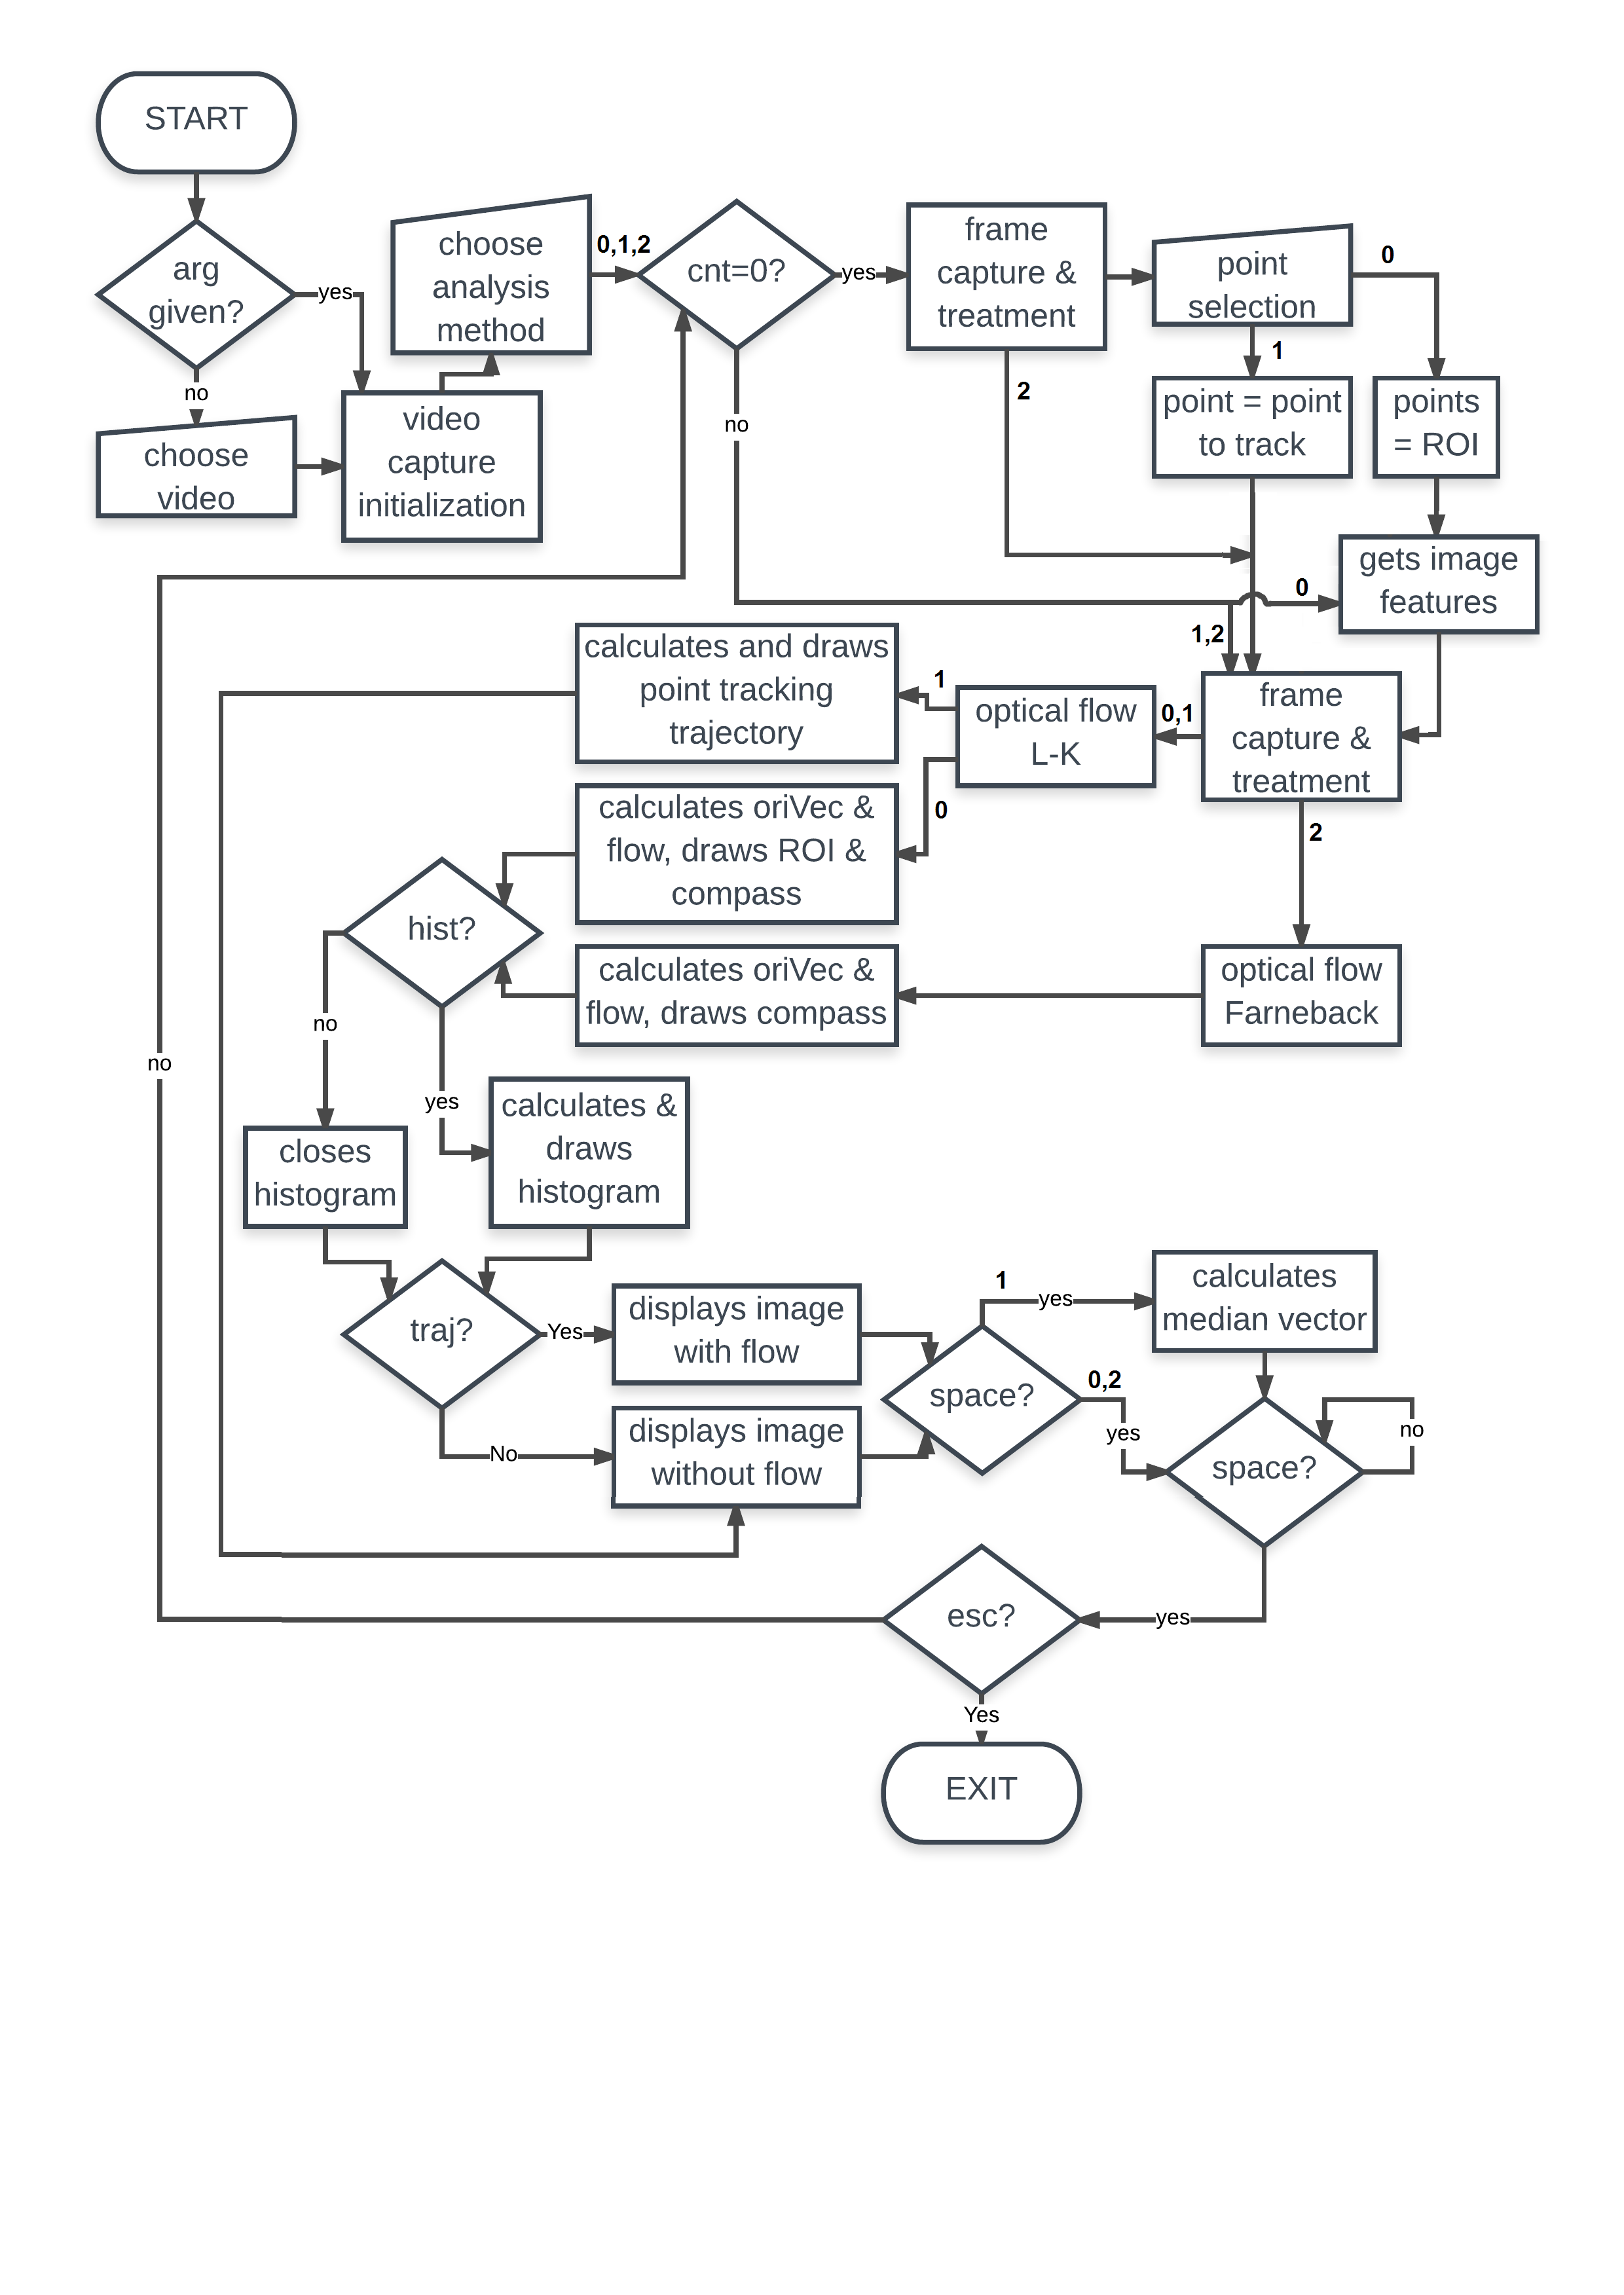 START
arg
given?
yes
no
choose
video
video
capture
initialization
choose
analysis
method
0,1,2
cnt=0?
yes
no
frame
capture &
treatment
2
point
selection
0
1
point = point
to track
points
= ROI
gets image
features
0
1,2
frame
capture &
treatment
0,1
optical flow
L-K
1
0
calculates and draws
point tracking
trajectory
calculates oriVec &
flow, draws ROI &
compass
2
optical flow
Farneback
calculates oriVec &
flow, draws compass
hist?
no
yes
closes
histogram
calculates &
draws
histogram
traj?
Yes
No
displays image
with flow
displays image
without flow
space?
1
yes
0,2
yes
calculates
median vector
space?
no
yes
esc?
no
Yes
EXIT